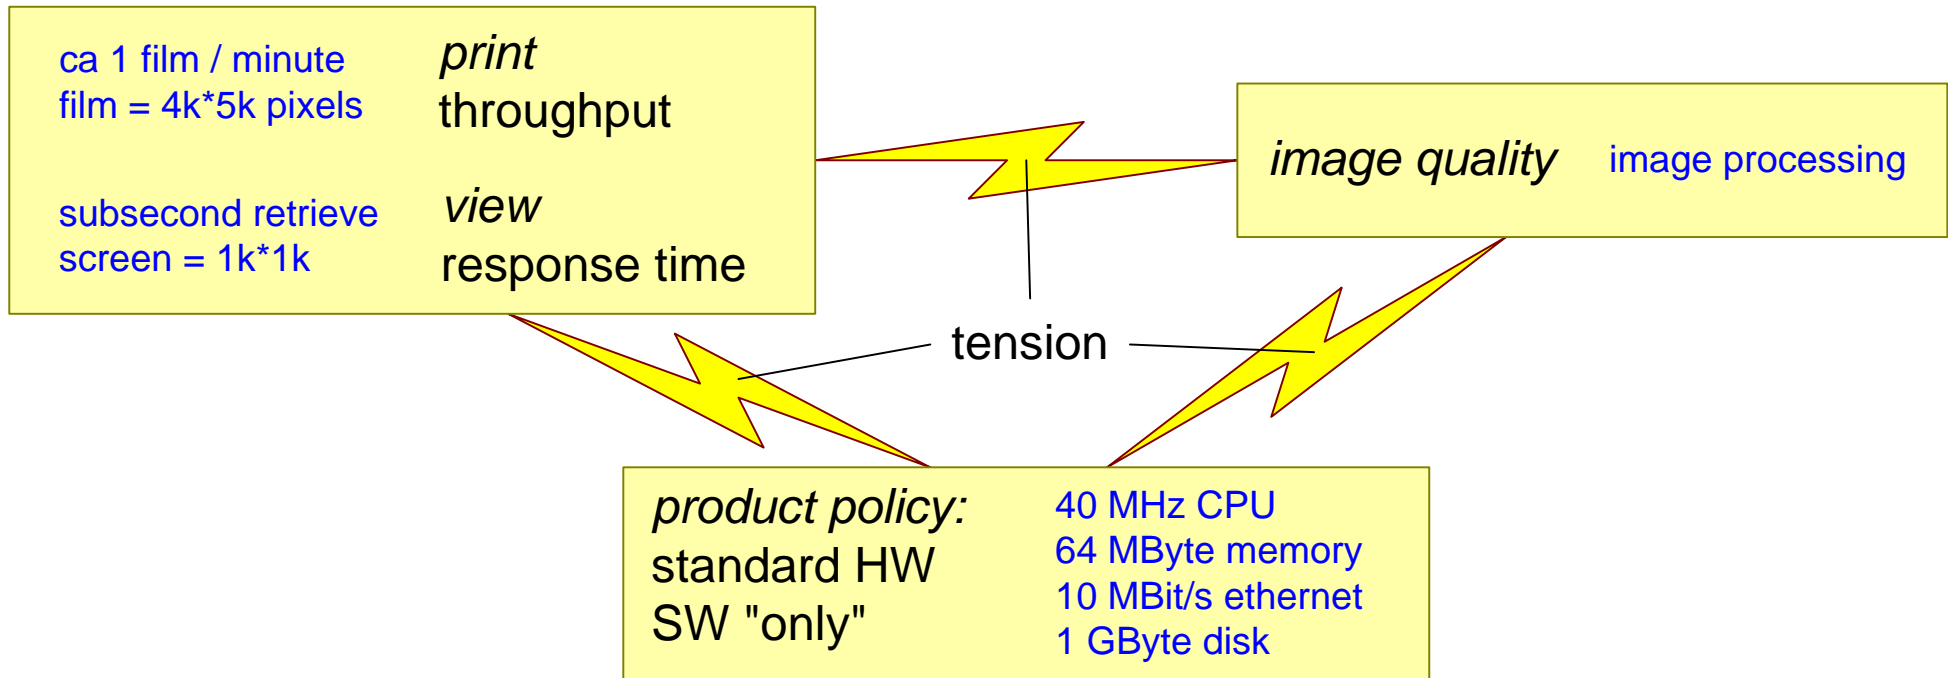 ca 1 film / minute
film = 4k*5k pixels
print
throughput
subsecond retrieve
screen = 1k*1k
view
response time
image quality
image processing
tension
product policy:
standard HW
SW "only"
40 MHz CPU
64 MByte memory
10 MBit/s ethernet
1 GByte disk